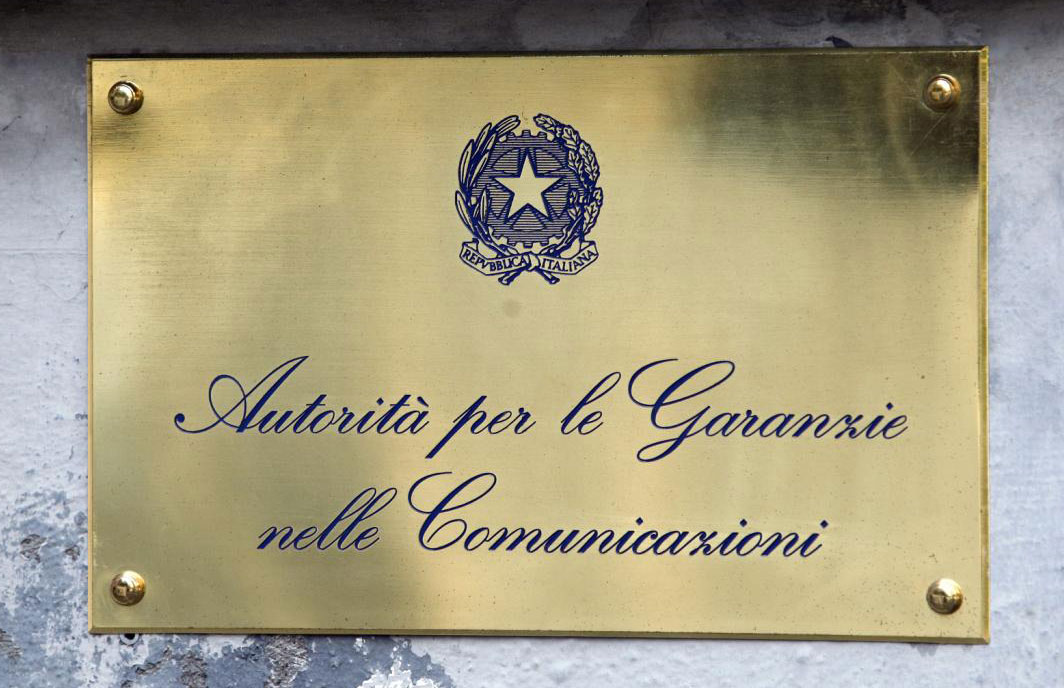 REPVBBLICA ITALIANA
Autorità per le Garanzie
nelle Comunicazioni